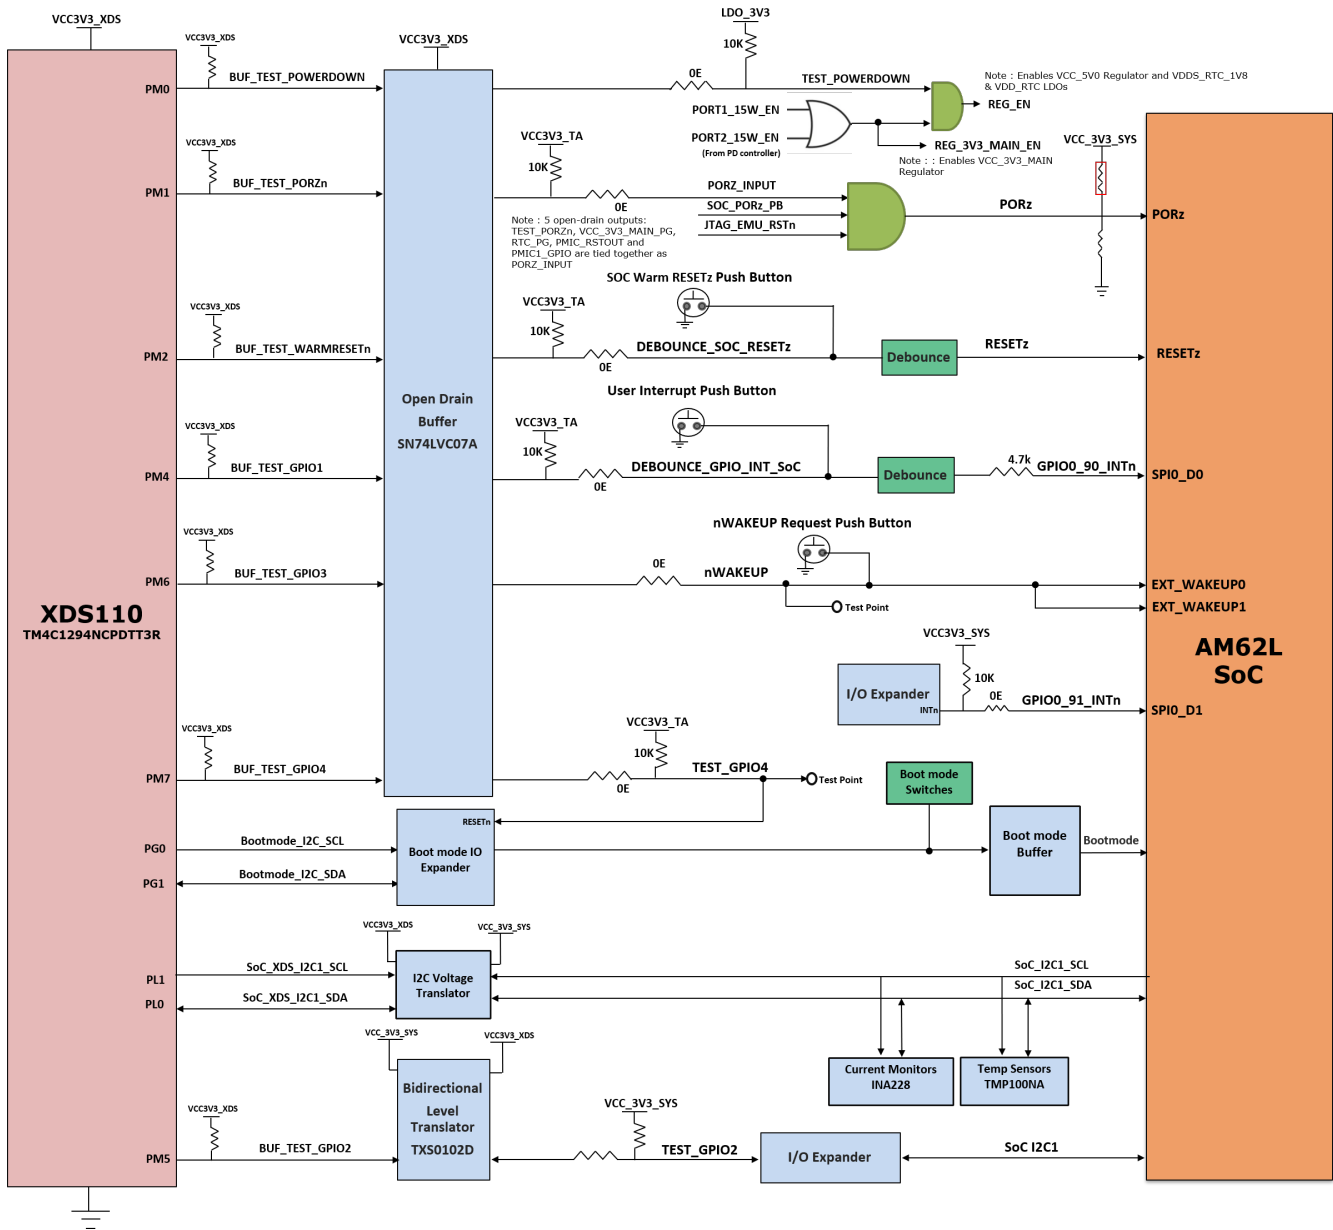 VCC3V3_XDS
XDS110
TM4C1294NCPDTT3R
PM0
PM1
PM2
PM4
PM6
PM7
PG0
PG1
PL1
PL0
PM5
VCC3V3_XDS
BUF_TEST_POWERDOWN
VCC3V3_XDS
BUF_TEST_PORZn
VCC3V3_XDS
BUF_TEST_WARMRESETn
VCC3V3_XDS
BUF_TEST_GPIO1
VCC3V3_XDS
BUF_TEST_GPIO3
VCC3V3_XDS
BUF_TEST_GPIO4
Bootmode_I2C_SCL
Bootmode_I2C_SDA
SoC_XDS_I2C1_SCL
SoC_XDS_I2C1_SDA
VCC3V3_XDS
BUF_TEST_GPIO2
VCC3V3_XDS
Open Drain
Buffer
SN74LVC07A
LDO_3V3
10K
0E
TEST_POWERDOWN
PORT1_15W_EN
PORT2_15W_EN
(From PD controller)
Note : Enables VCC_5V0 Regulator and VDDS_RTC_1V8
& VDD_RTC LDOs
REG_EN
REG_3V3_MAIN_EN
Note : : Enables VCC_3V3_MAIN
Regulator
VCC3V3_TA
10K
0E
PORZ_INPUT
SOC_PORz_PB
JTAG_EMU_RSTn
Note : 5 open-drain outputs:
TEST_PORZn, VCC_3V3_MAIN_PG,
RTC_PG, PMIC_RSTOUT and
PMIC1_GPIO are tied together as
PORZ_INPUT
PORz
VCC_3V3_SYS
SOC Warm RESETz Push Button
VCC3V3_TA
10K
0E
DEBOUNCE_SOC_RESETz
Debounce
RESETz
User Interrupt Push Button
VCC3V3_TA
10K
0E
DEBOUNCE_GPIO_INT_SoC
Debounce
4.7k
GPIO0_90_INTn
nWAKEUP Request Push Button
0E
nWAKEUP
Test Point
VCC3V3_SYS
10K
I/O Expander
INTn
0E
GPIO0_91_INTn
VCC3V3_TA
10K
0E
TEST_GPIO4
Test Point
Boot mode
Switches
RESETn
Boot mode IO
Expander
Boot mode
Buffer
Bootmode
VCC3V3_XDS
VCC_3V3_SYS
I2C Voltage
Translator
SoC_I2C1_SCL
SoC_I2C1_SDA
Current Monitors
INA228
Temp Sensors
TMP100NA
VCC_3V3_SYS
VCC3V3_XDS
Bidirectional
Level
Translator
TXS0102D
VCC_3V3_SYS
TEST_GPIO2
I/O Expander
SoC I2C1
AM62L
SoC
PORz
RESETz
SPI0_D0
EXT_WAKEUP0
EXT_WAKEUP1
SPI0_D1